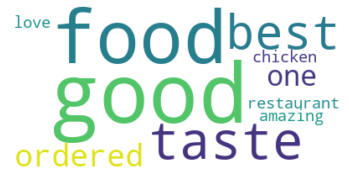 love food best
chicken
good one
restaurant
amazing
ordered taste